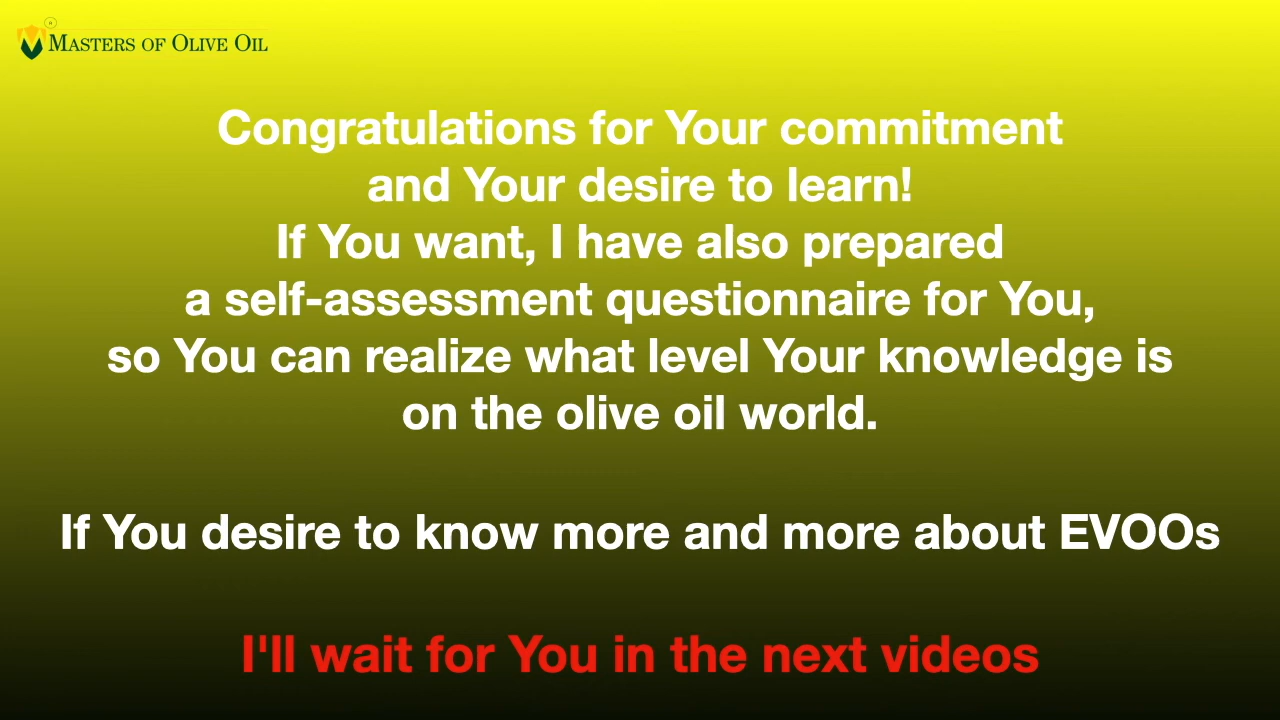 Masters of Olive Oil
Congratulations for Your commitment
and Your desire to learn!
If You want, I have also prepared
a self-assessment questionnaire for You,
so You can realize what level Your knowledge is
on the olive oil world.
If You desire to know more and more about EVOOs
I'll wait for You in the next videos